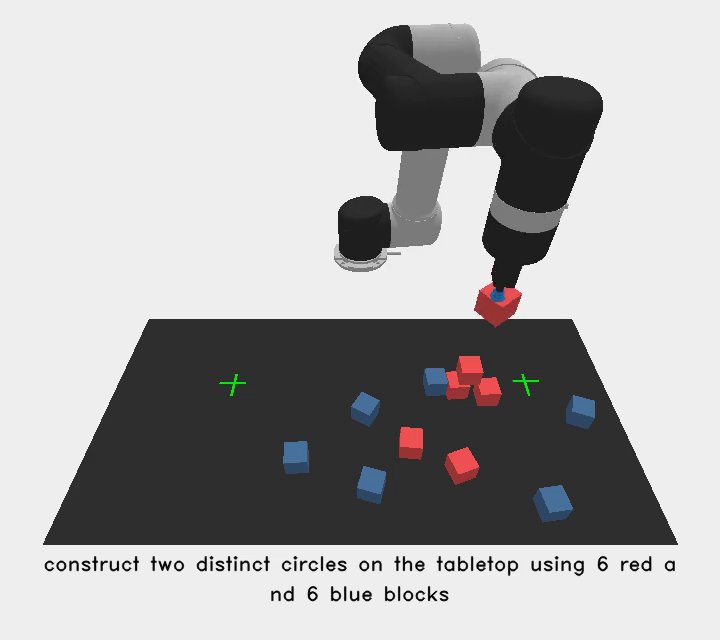 construct two distinct circles on the tabletop using 6 red a
nd 6 blue blocks